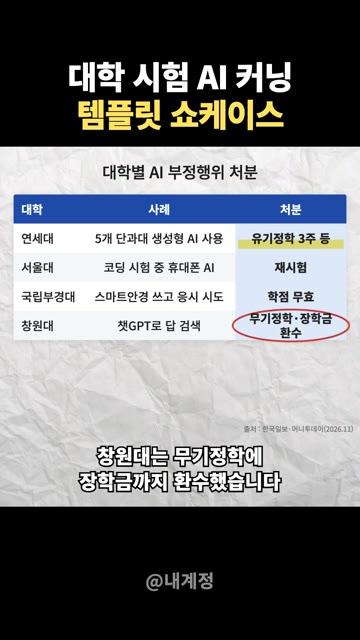 대학 시험 AI 커닝
템플릿 쇼케이스
대학별 AI 부정행위 처분
대학 사례 처분
연세대 5개 단과대 생성형 AI 사용 유기정학 3주 등
서울대 코딩 시험 중 휴대폰 AI 재시험
국립부경대 스마트안경 쓰고 응시 시도 학점 무효
창원대 챗GPT로 답 검색 무기정학·장학금
환수
출처 : 한국일보·머니투데이(2026.11)
창원대는 무기정학에
장학금까지 환수했습니다
@내계정